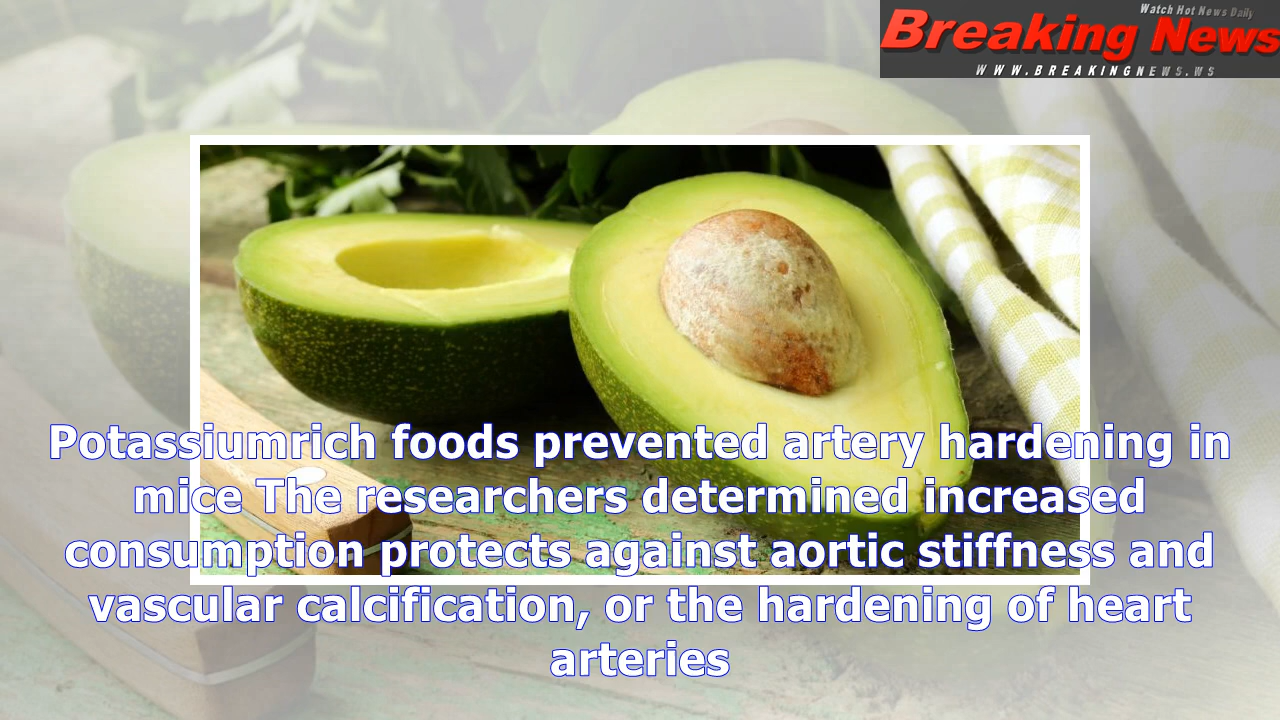 Watch Hot News Daily
Breaking News
WWW.BREAKINGNEWS.WS
Potassiumrich foods prevented artery hardening in
mice The researchers determined increased
consumption protects against aortic stiffness and
vascular calcification, or the hardening of heart
arteries